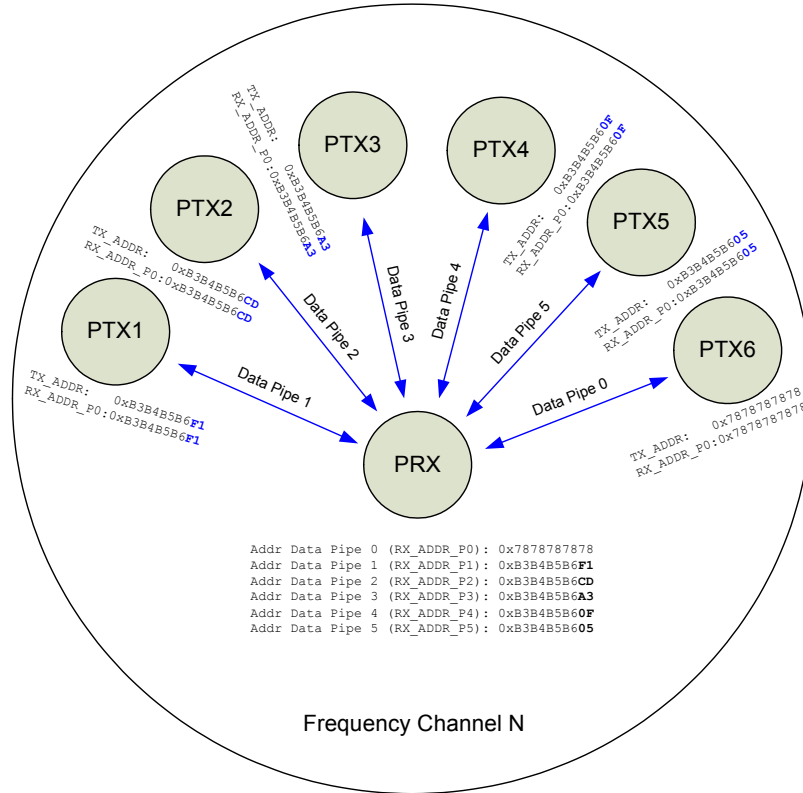 PTX3
PTX4
PTX2
PTX5
PTX1
PTX6
TX_ADDR: 0xB3B4B5B6A3
RX_ADDR_P0:0xB3B4B5B6A3
TX_ADDR: 0xB3B4B5B60F
RX_ADDR_P0:0xB3B4B5B60F
TX_ADDR: 0xB3B4B5B6CD
RX_ADDR_P0:0xB3B4B5B6CD
TX_ADDR: 0xB3B4B5B605
RX_ADDR_P0:0xB3B4B5B605
TX_ADDR: 0xB3B4B5B6F1
RX_ADDR_P0:0xB3B4B5B6F1
TX_ADDR: 0x7878787878
RX_ADDR_P0:0x7878787878
Data Pipe 1
Data Pipe 2
Data Pipe 3
Data Pipe 4
Data Pipe 5
Data Pipe 0
PRX
Addr Data Pipe 0 (RX_ADDR_P0): 0x7878787878
Addr Data Pipe 1 (RX_ADDR_P1): 0xB3B4B5B6F1
Addr Data Pipe 2 (RX_ADDR_P2): 0xB3B4B5B6CD
Addr Data Pipe 3 (RX_ADDR_P3): 0xB3B4B5B6A3
Addr Data Pipe 4 (RX_ADDR_P4): 0xB3B4B5B60F
Addr Data Pipe 5 (RX_ADDR_P5): 0xB3B4B5B605
Frequency Channel N